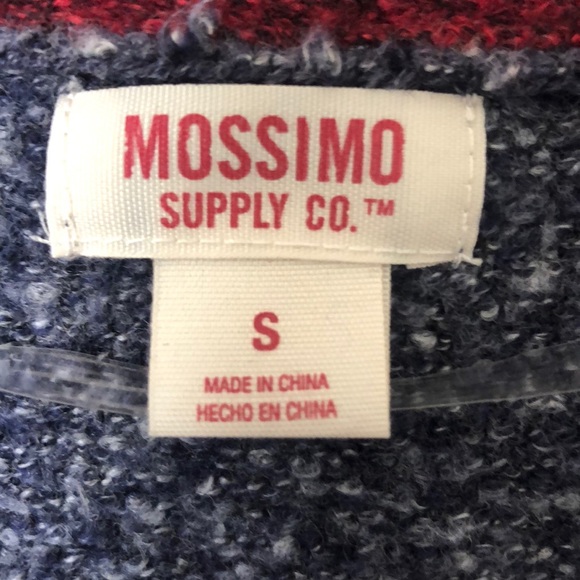 MOSSIMO
SUPPLY CO.™
S
MADE IN CHINA
HECHO EN CHINA